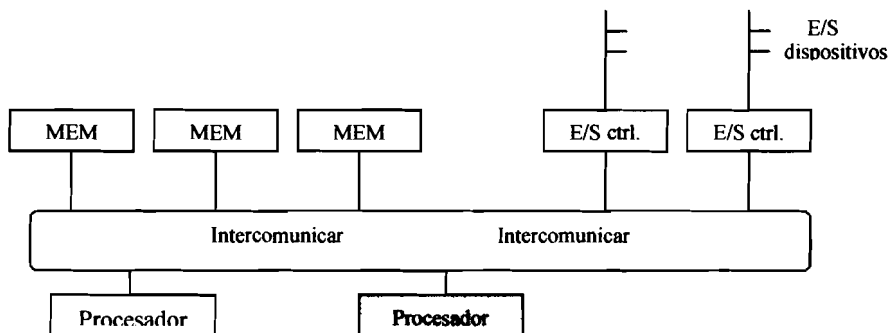 E/S
dispositivos
MEM
MEM
MEM
E/S ctrl.
E/S ctrl.
Intercomunicar
Intercomunicar
Procesador
Procesador